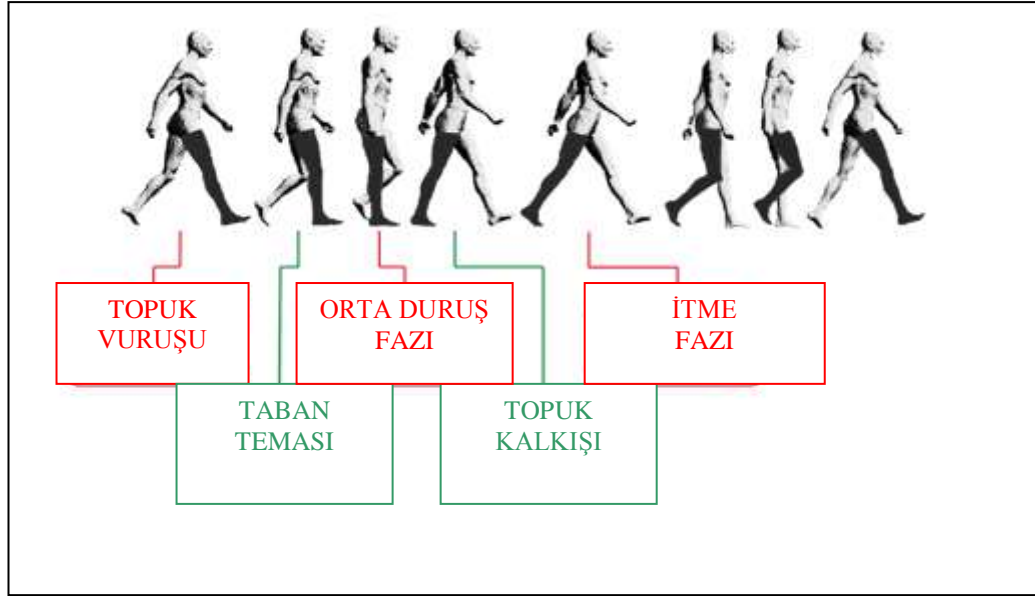 TOPUK
VURUŞU
ORTA DURUŞ
FAZI
İTME
FAZI
TABAN
TEMASI
TOPUK
KALKIŞI